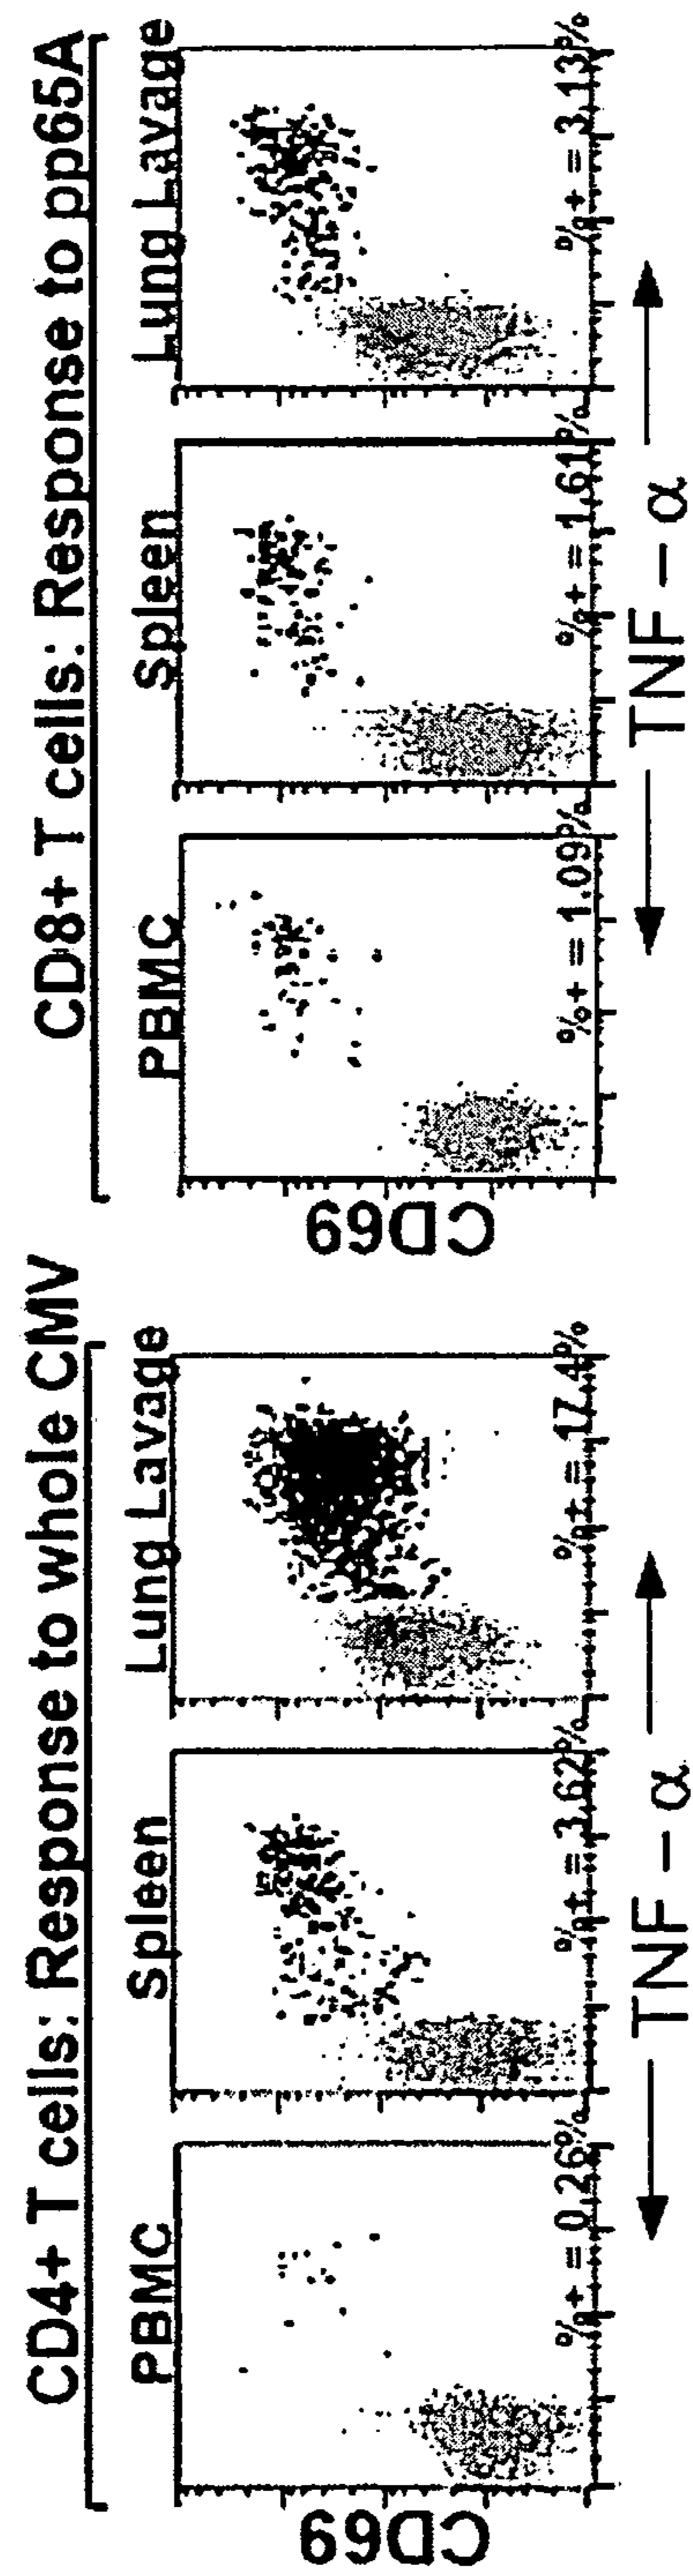 CD4+ T cells: Response to whole CMV
PBMC
Spleen
Lung Lavage
CD69
%+ = 0.26%
%+ = 3.62%
%+ = 17.4%
TNF – α
CD8+ T cells: Response to pp65A
PBMC
Spleen
Lung Lavage
CD69
%+ = 1.09%
%+ = 1.61%
%+ = 3.13%
TNF – α